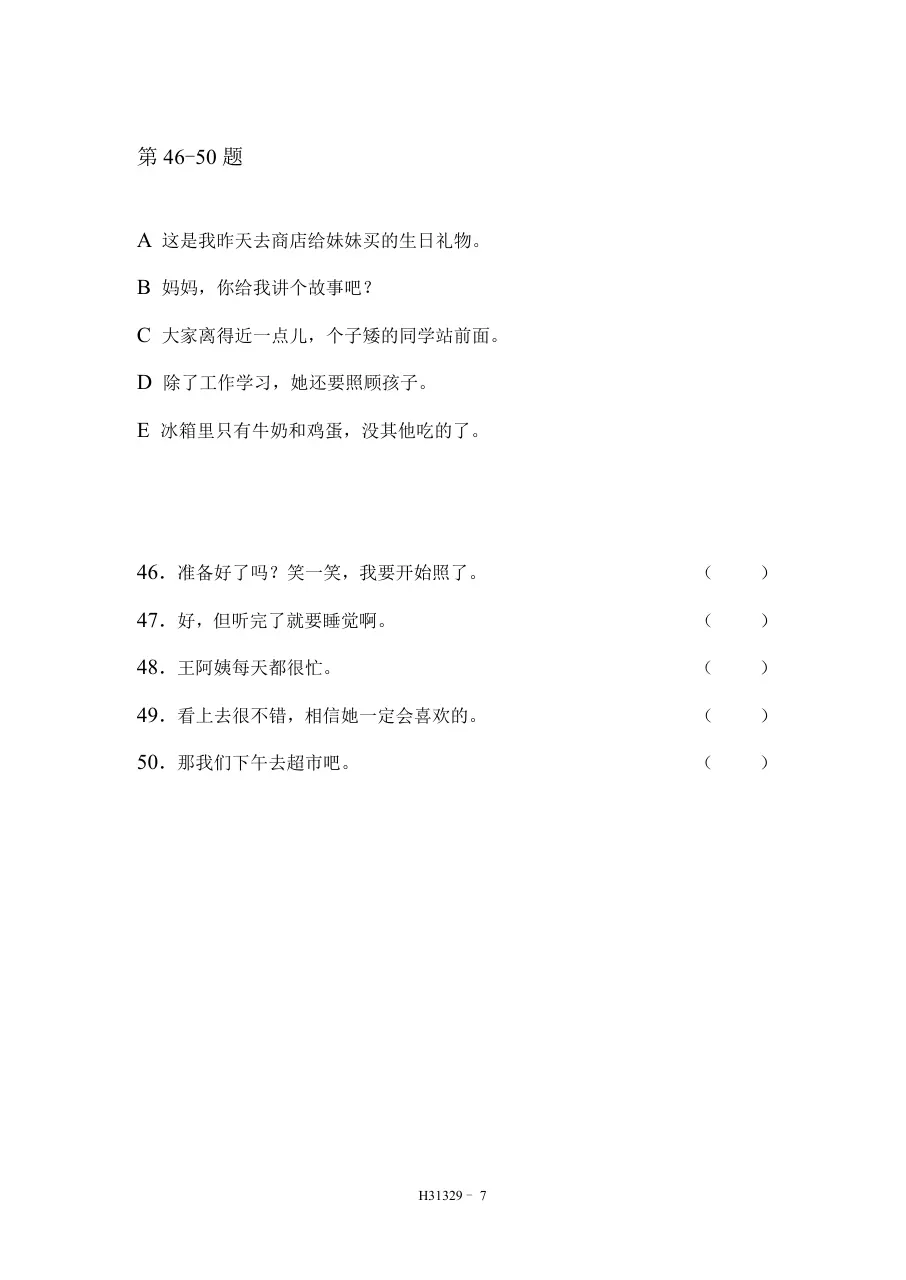 第 46-50 题
A 这是我昨天去商店给妹妹买的生日礼物。
B 妈妈，你给我讲个故事吧？
C 大家离得近一点儿，个子矮的同学站前面。
D 除了工作学习，她还要照顾孩子。
E 冰箱里只有牛奶和鸡蛋，没其他吃的了。
46．准备好了吗？笑一笑，我要开始照了。 （ ）
47．好，但听完了就要睡觉啊。 （ ）
48．王阿姨每天都很忙。 （ ）
49．看上去很不错，相信她一定会喜欢的。 （ ）
50．那我们下午去超市吧。 （ ）
H31329 - 7